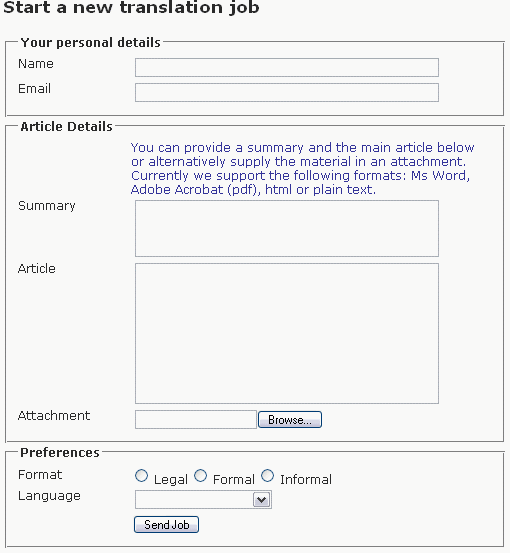 Start a new translation job
Your personal details
Name
Email
Article Details
You can provide a summary and the main article below
or alternatively supply the material in an attachment.
Currently we support the following formats: Ms Word,
Adobe Acrobat (pdf), html or plain text.
Summary
Article
Attachment Browse...
Preferences
Format Legal Formal Informal
Language
Send Job